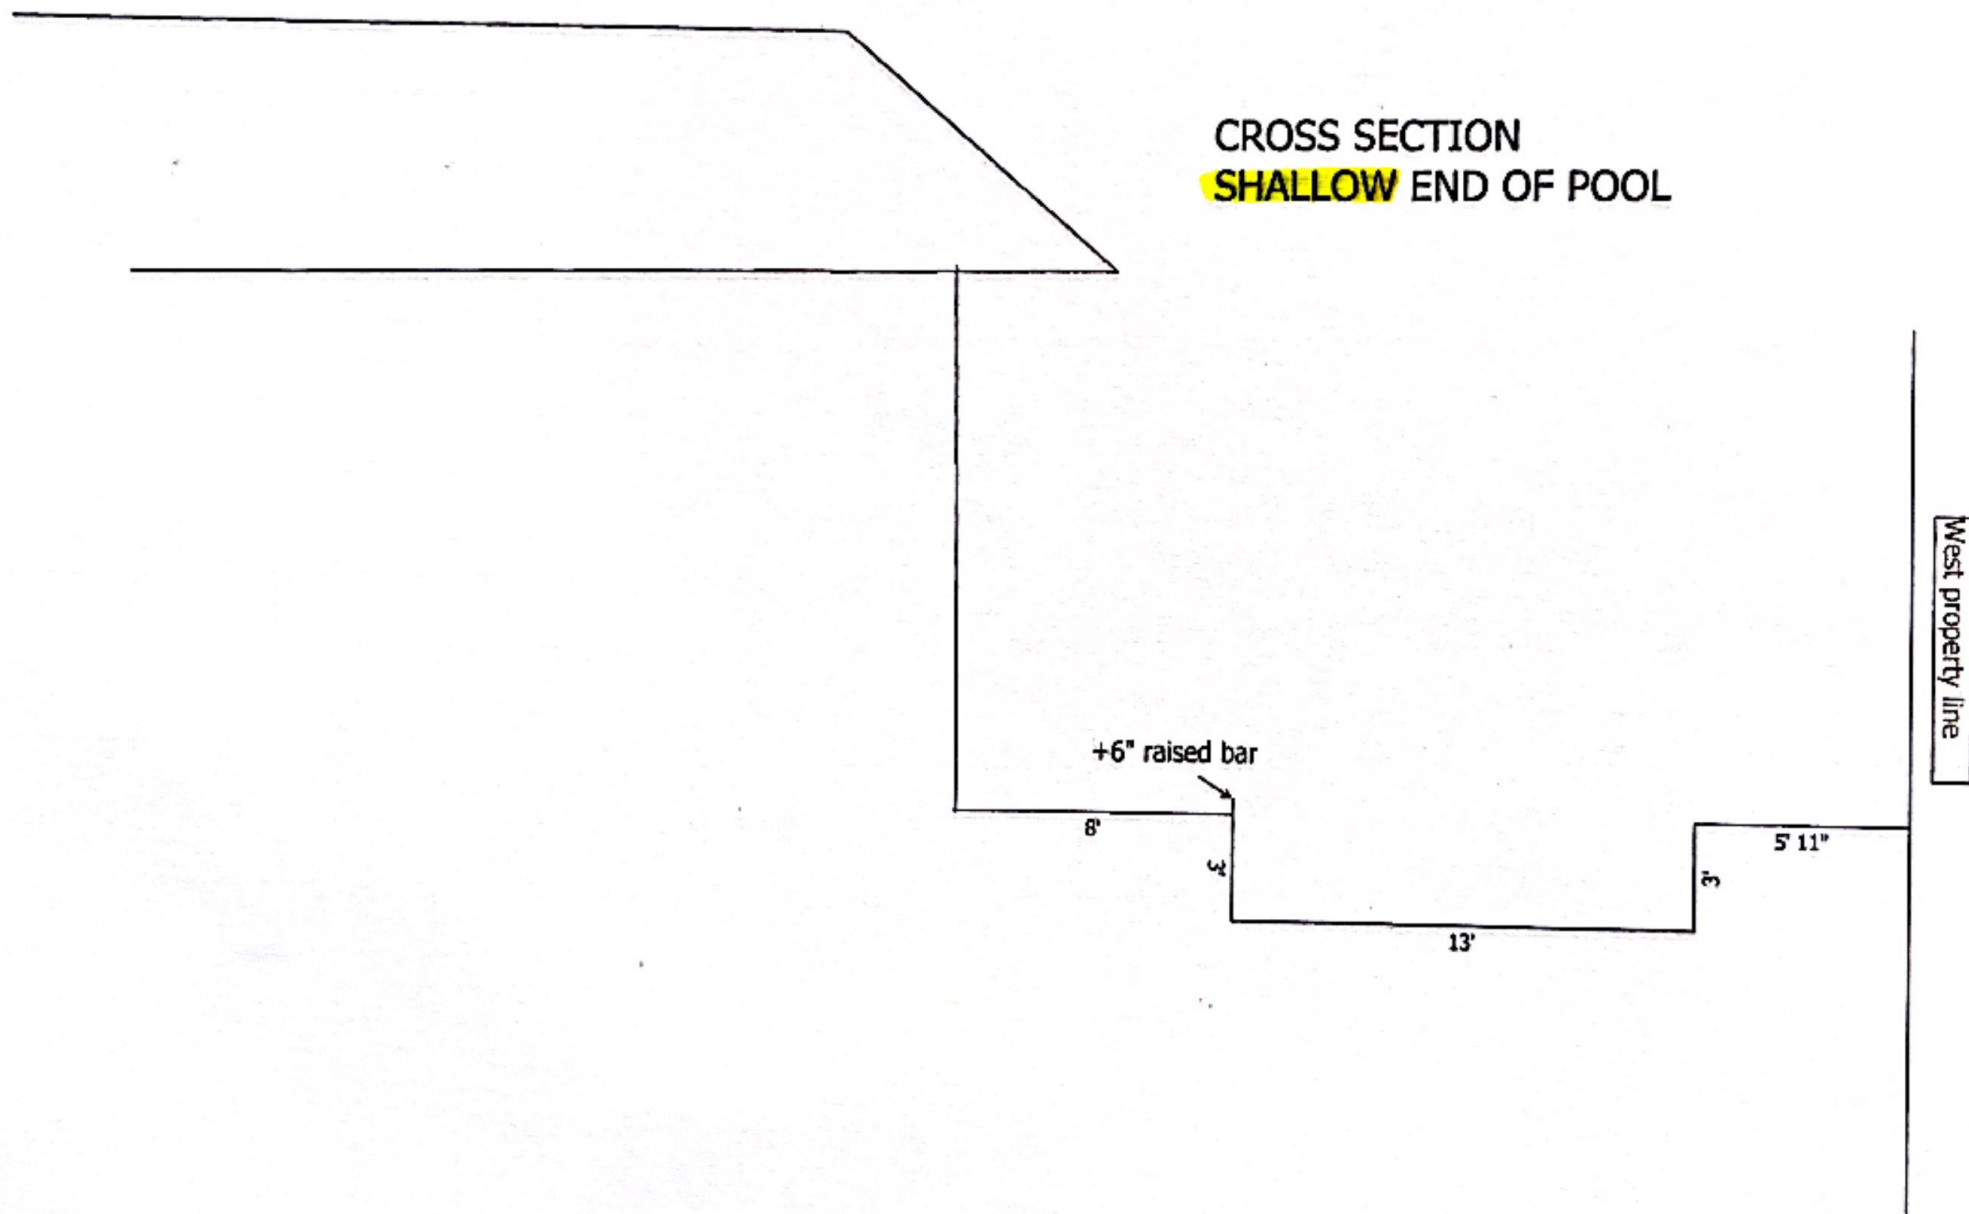 CROSS SECTION
SHALLOW END OF POOL
West property line
+6" raised bar
8'
3'
13'
3'
5' 11"